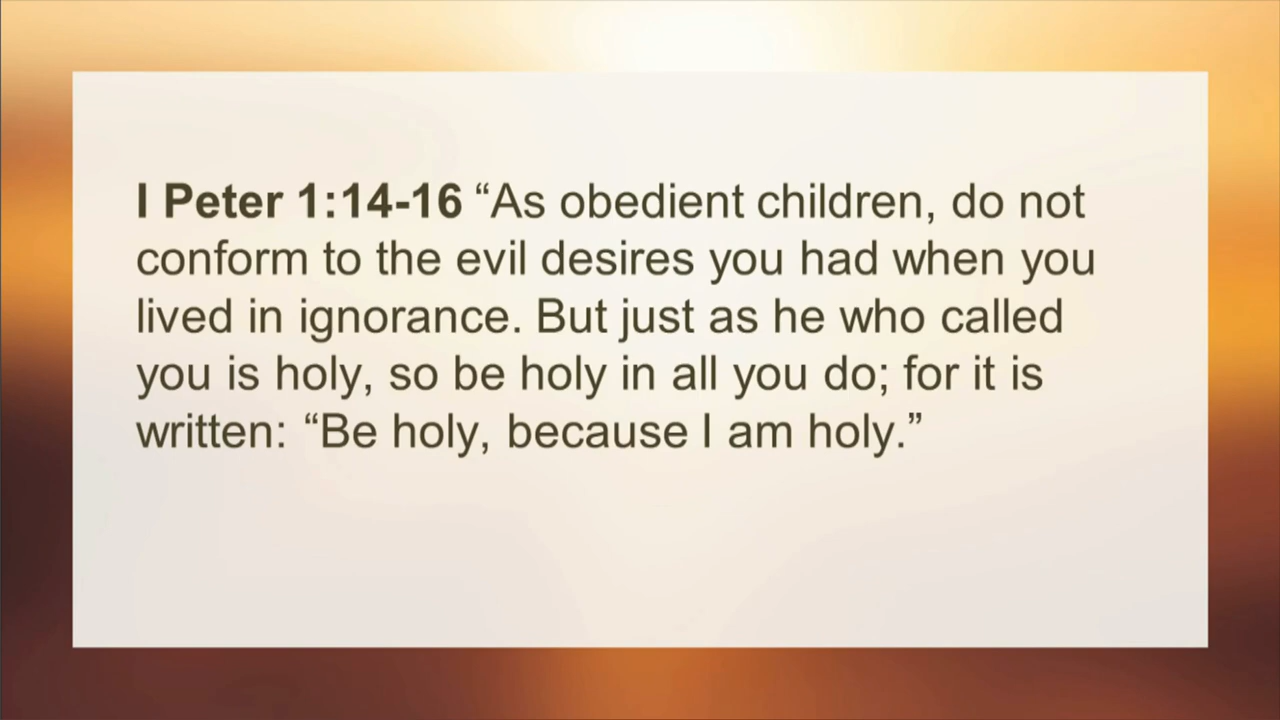 I Peter 1:14-16 “As obedient children, do not
conform to the evil desires you had when you
lived in ignorance. But just as he who called
you is holy, so be holy in all you do; for it is
written: “Be holy, because I am holy.”